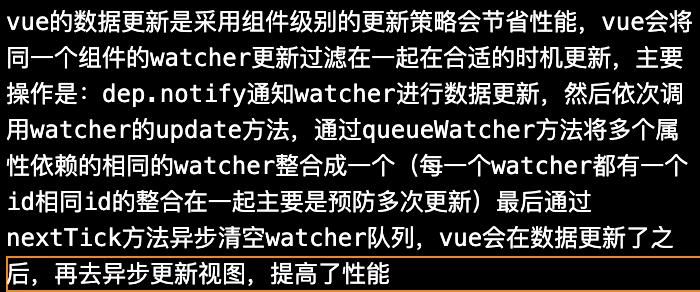 vue的数据更新是采用组件级别的更新策略会节省性能，vue会将
同一个组件的watcher更新过滤在一起在合适的时机更新，主要
操作是：dep.notify通知watcher进行数据更新，然后依次调
用watcher的update方法，通过queueWatcher方法将多个属
性依赖的相同的watcher整合成一个（每一个watcher都有一个
id相同id的整合在一起主要是预防多次更新）最后通过
nextTick方法异步清空watcher队列，vue会在数据更新了之
后，再去异步更新视图，提高了性能